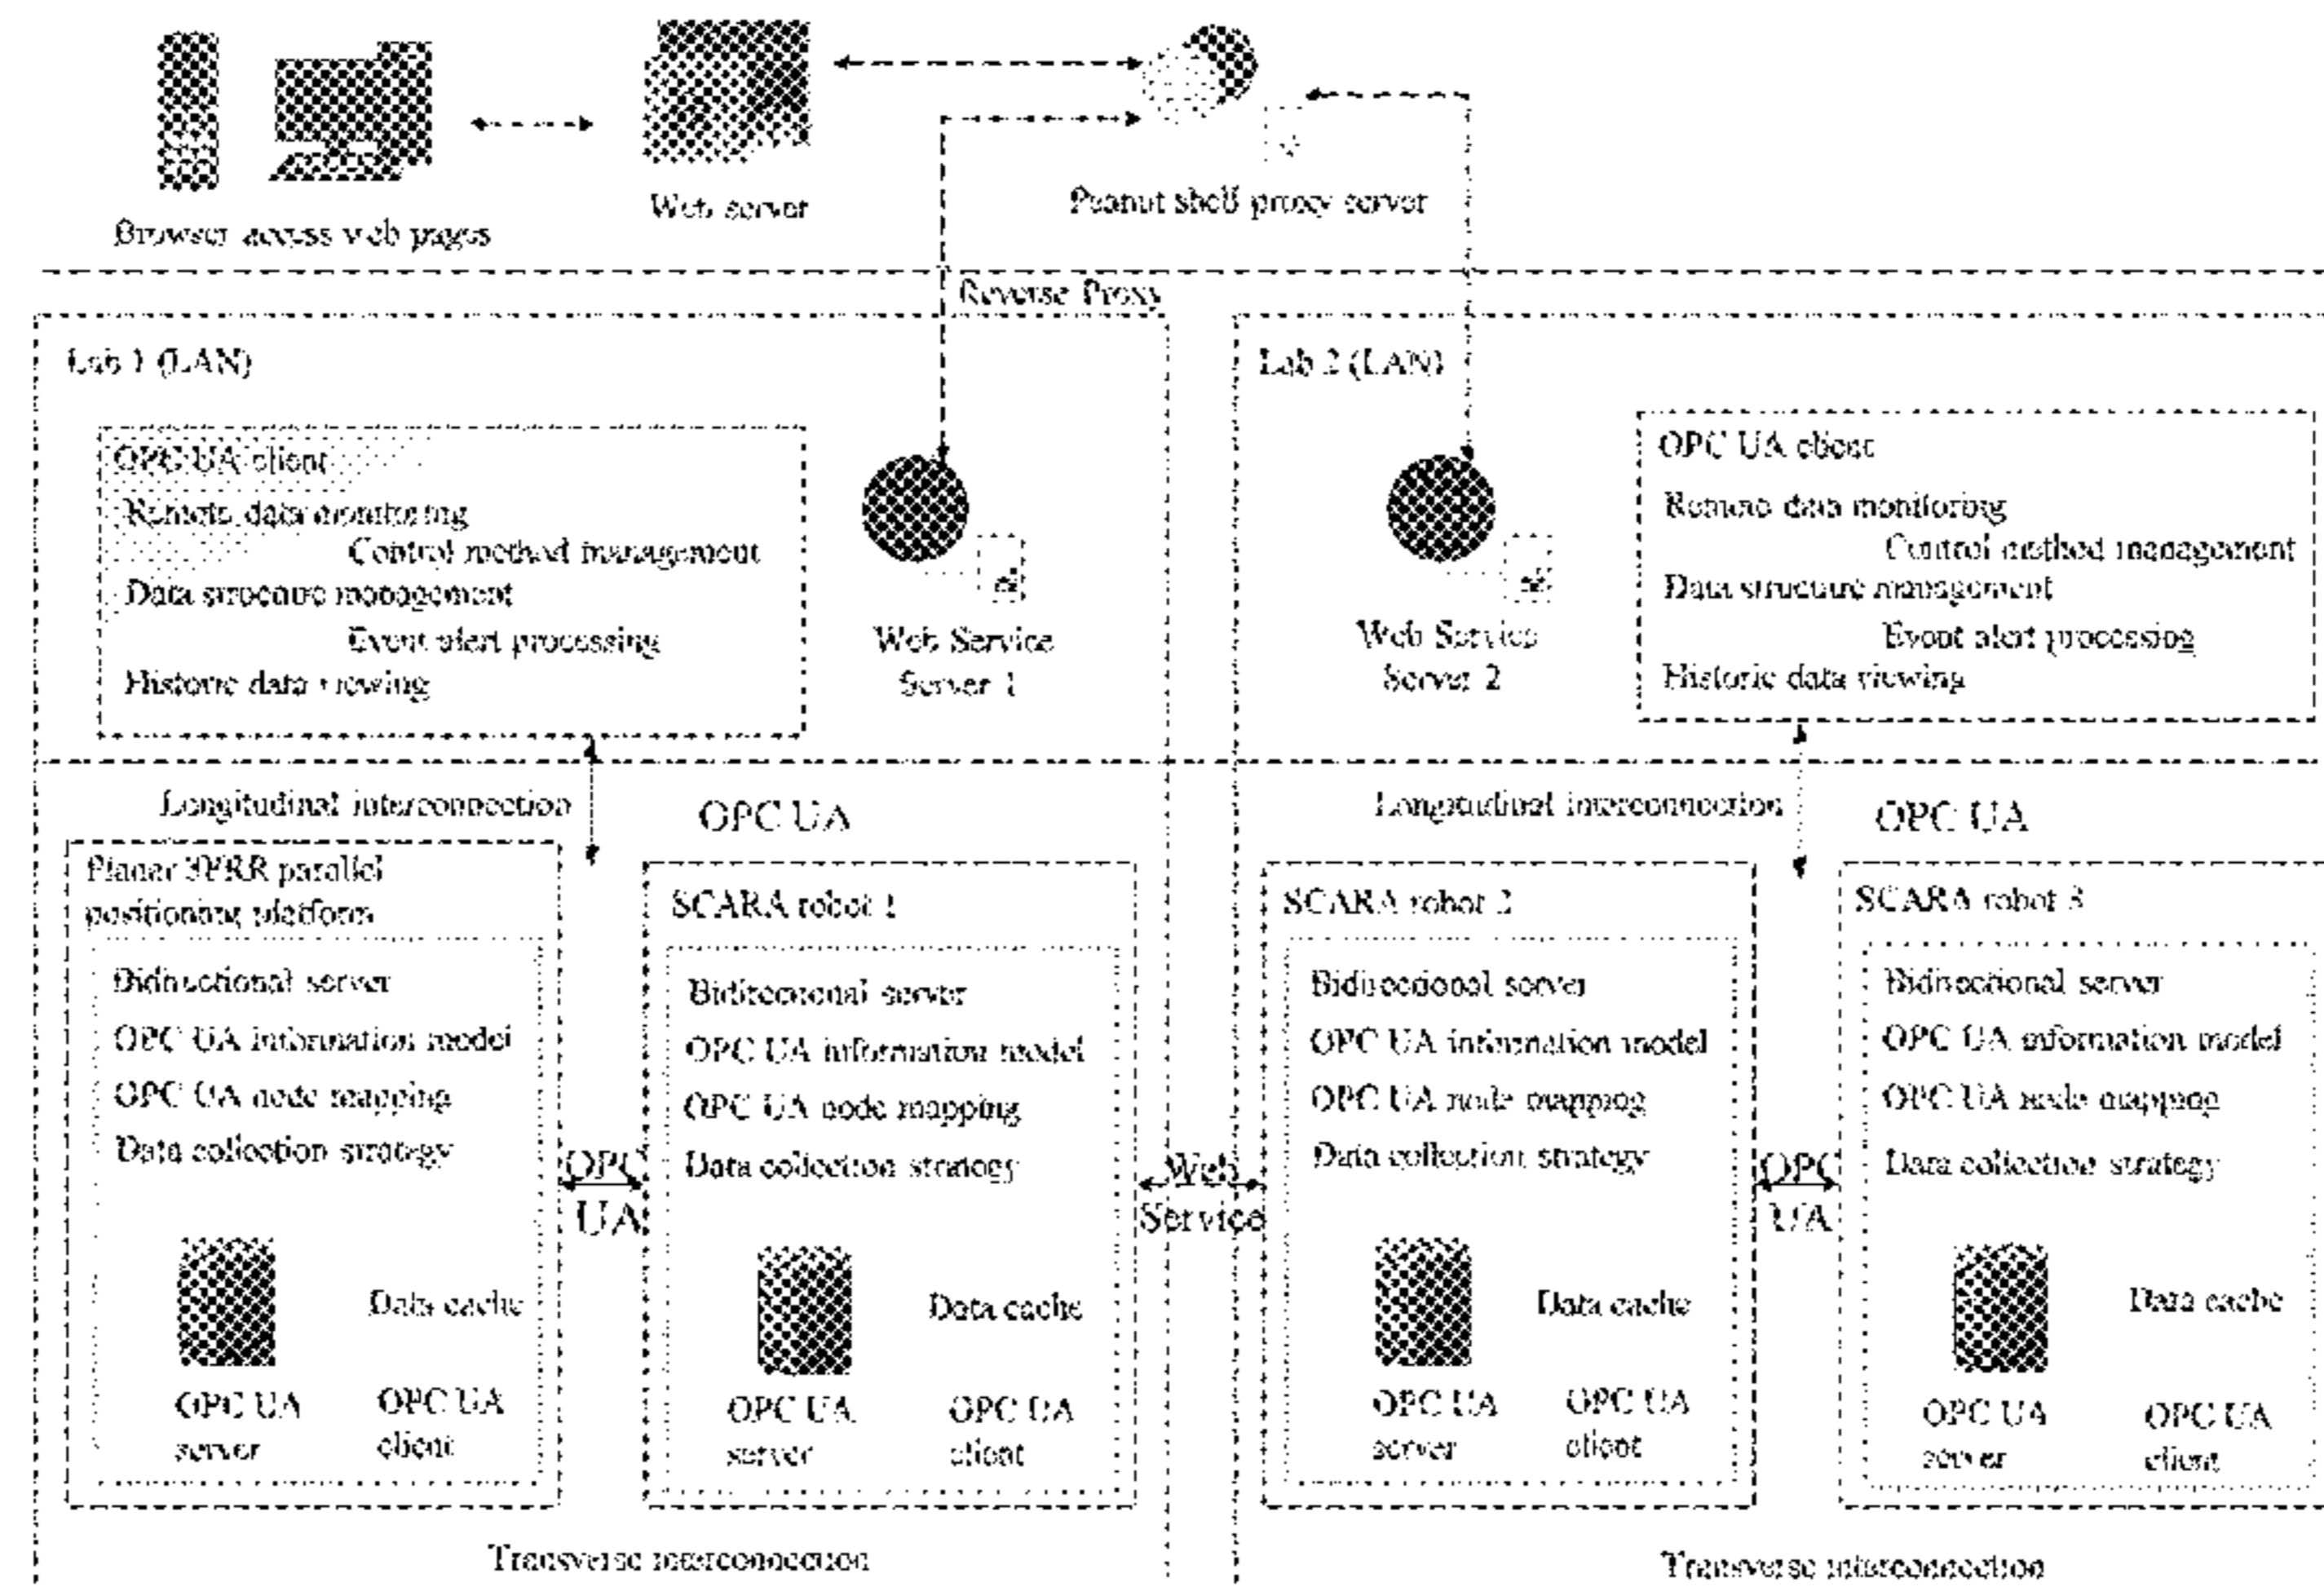 Browser access web pages
Web server
Peanut shell proxy server
Reverse Proxy
Lab 1 (LAN)
OPC UA client
Remote data monitoring
Control method management
Data structure management
Event alert processing
Historic data viewing
Web Service
Server 1
Lab 2 (LAN)
Web Service
Server 2
OPC UA client
Remote data monitoring
Control method management
Data structure management
Event alert processing
Historic data viewing
Longitudinal interconnection
OPC UA
Longitudinal interconnection
OPC UA
Planar 3PRR parallel
positioning platform
Bidirectional server
OPC UA information model
OPC UA node mapping
Data collection strategy
Data cache
OPC UA
server
OPC UA
client
OPC
UA
SCARA robot 1
Bidirectional server
OPC UA information model
OPC UA node mapping
Data collection strategy
Data cache
OPC UA
server
OPC UA
client
Web
Service
SCARA robot 2
Bidirectional server
OPC UA information model
OPC UA node mapping
Data collection strategy
Data cache
OPC UA
server
OPC UA
client
OPC
UA
SCARA robot 3
Bidirectional server
OPC UA information model
OPC UA node mapping
Data collection strategy
Data cache
OPC UA
server
OPC UA
client
Transverse interconnection
Transverse interconnection